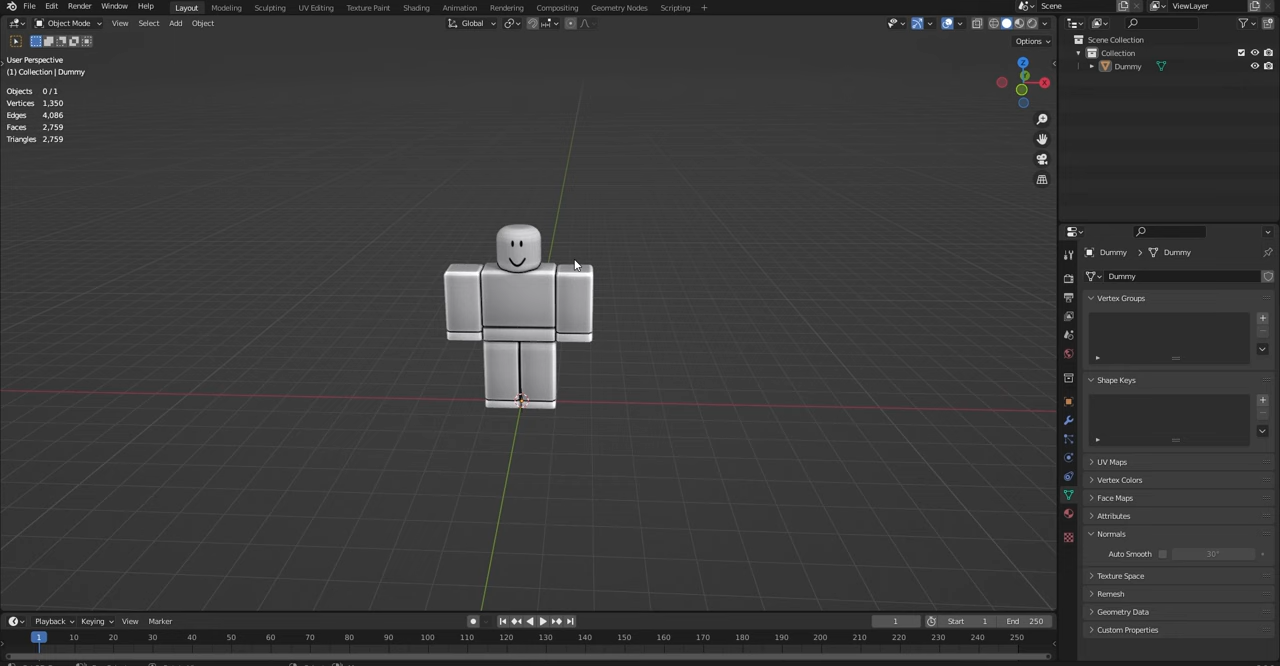 File Edit Render Window Help Layout Modeling Sculpting UV Editing Texture Paint Shading Animation Rendering Compositing Geometry Nodes Scripting + Scene ViewLayer
Object Mode View Select Add Object Global
Options
User Perspective
(1) Collection | Dummy
Objects 0 / 1
Vertices 1,350
Edges 4,086
Faces 2,759
Triangles 2,759
Z
Y
X
Scene Collection
Collection
Dummy
Dummy Dummy
Dummy
Vertex Groups
Shape Keys
UV Maps
Vertex Colors
Face Maps
Attributes
Normals
Auto Smooth 30°
Texture Space
Remesh
Geometry Data
Custom Properties
Playback Keying View Marker 1 Start 1 End 250
1 10 20 30 40 50 60 70 80 90 100 110 120 130 140 150 160 170 180 190 200 210 220 230 240 250